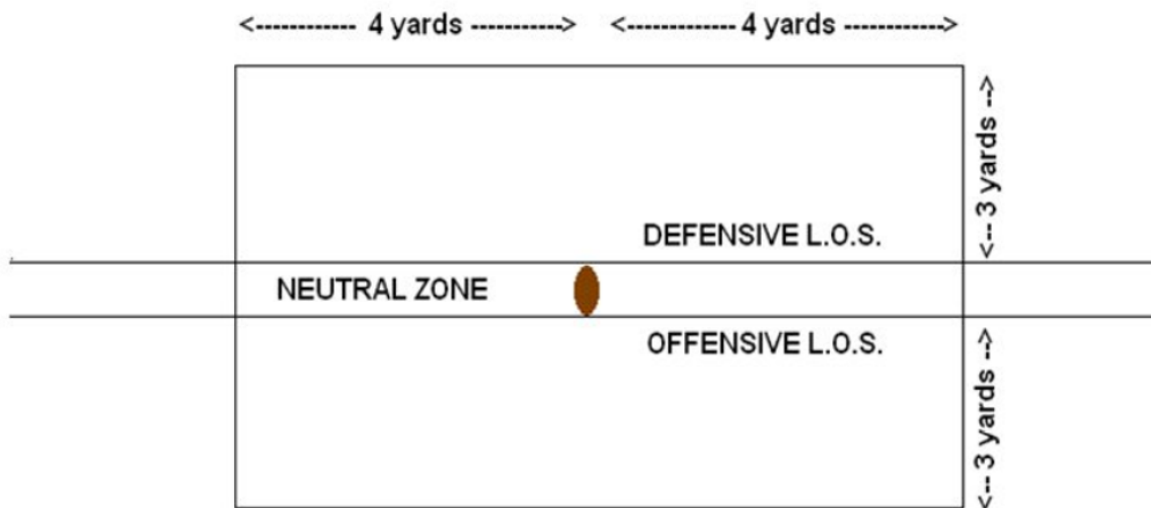 <------------ 4 yards ----------->
<------------- 4 yards ------------>
<-- 3 yards -->
DEFENSIVE L.O.S.
NEUTRAL ZONE
OFFENSIVE L.O.S.
<-- 3 yards -->